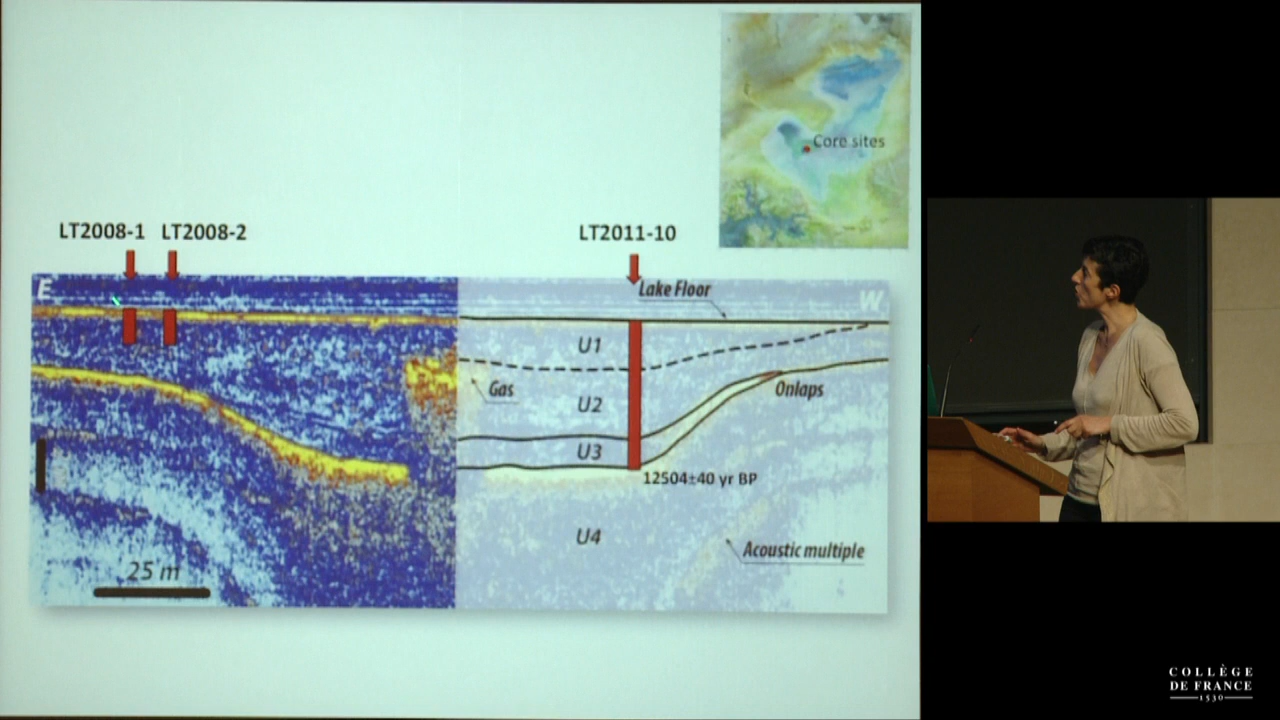 Core sites
LT2008-1 LT2008-2
LT2011-10
E
Lake Floor
W
U1
Gas
U2
Onlaps
U3
12504±40 yr BP
U4
Acoustic multiple
25 m
COLLÈGE
DE FRANCE
1530